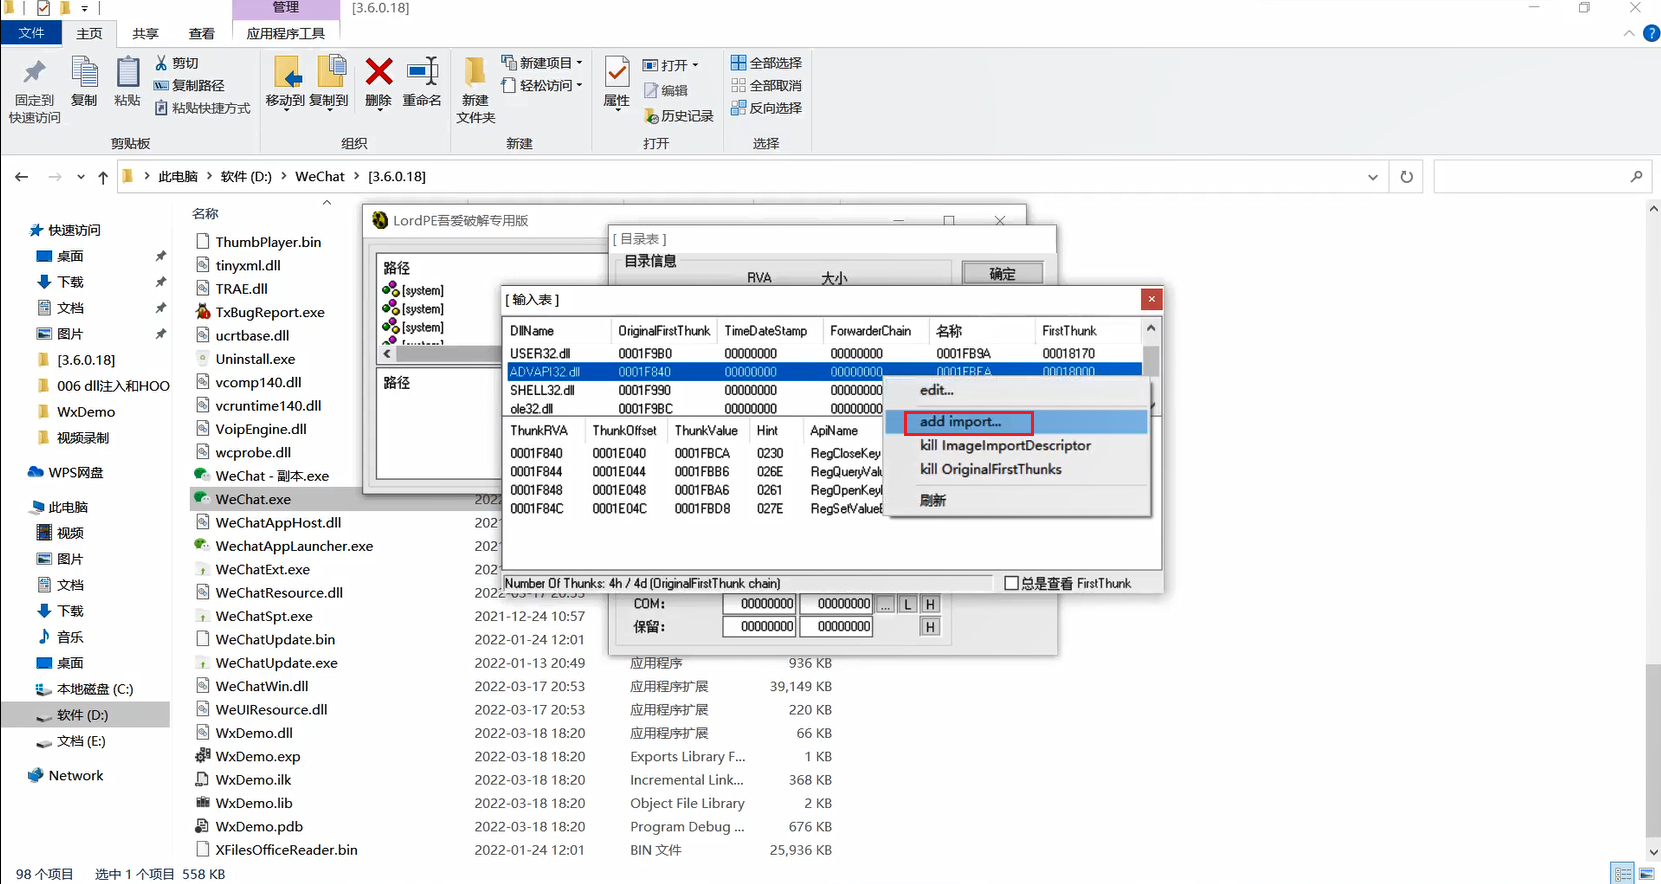 管理
[3.6.0.18]
文件
主页
共享
查看
应用程序工具
固定到
快速访问
复制
粘贴
剪切
复制路径
粘贴快捷方式
剪贴板
移动到
复制到
删除
重命名
组织
新建
文件夹
新建项目
轻松访问
新建
属性
打开
编辑
历史记录
打开
全部选择
全部取消
反向选择
选择
此电脑
软件 (D:)
WeChat
[3.6.0.18]
快速访问
桌面
下载
文档
图片
[3.6.0.18]
006 dll注入和HOO
WxDemo
视频录制
WPS网盘
此电脑
视频
图片
文档
下载
音乐
桌面
本地磁盘 (C:)
软件 (D:)
文档 (E:)
Network
名称
ThumbPlayer.bin
tinyxml.dll
TRAE.dll
TxBugReport.exe
ucrtbase.dll
Uninstall.exe
vcomp140.dll
vcruntime140.dll
VoipEngine.dll
wcprobe.dll
WeChat - 副本.exe
WeChat.exe 2022
WeChatAppHost.dll 2021
WechatAppLauncher.exe 2021
WeChatExt.exe 2022
WeChatResource.dll
WeChatSpt.exe 2021-12-24 10:57
WeChatUpdate.bin 2022-01-24 12:01
WeChatUpdate.exe 2022-01-13 20:49 应用程序 936 KB
WeChatWin.dll 2022-03-17 20:53 应用程序扩展 39,149 KB
WeUIResource.dll 2022-03-17 20:53 应用程序扩展 220 KB
WxDemo.dll 2022-03-18 18:20 应用程序扩展 66 KB
WxDemo.exp 2022-03-18 18:20 Exports Library F... 1 KB
WxDemo.ilk 2022-03-18 18:20 Incremental Link... 368 KB
WxDemo.lib 2022-03-18 18:20 Object File Library 2 KB
WxDemo.pdb 2022-03-18 18:20 Program Debug ... 676 KB
XFilesOfficeReader.bin 2022-01-24 12:01 BIN 文件 25,936 KB
LordPE吾爱破解专用版
路径
[system]
[system]
[system]
路径
[ 目录表 ]
目录信息
RVA 大小
确定
[ 输入表 ]
DllName OriginalFirstThunk TimeDateStamp ForwarderChain 名称 FirstThunk
USER32.dll 0001F9B0 00000000 00000000 0001FB9A 00018170
ADVAPI32.dll 0001F840 00000000 00000000 0001FBEA 00018000
SHELL32.dll 0001F990 00000000 00000000
ole32.dll 0001F9BC 00000000 00000000
ThunkRVA ThunkOffset ThunkValue Hint ApiName
0001F840 0001E040 0001FBCA 0230 RegCloseKey
0001F844 0001E044 0001FBB6 026E RegQueryValu
0001F848 0001E048 0001FBA6 0261 RegOpenKeyl
0001F84C 0001E04C 0001FBD8 027E RegSetValueE
edit...
add import...
kill ImageImportDescriptor
kill OriginalFirstThunks
刷新
Number Of Thunks: 4h / 4d (OriginalFirstThunk chain)
总是查看 FirstThunk
COM: 00000000 00000000 ... L H
保留: 00000000 00000000 H
98 个项目 选中 1 个项目 558 KB